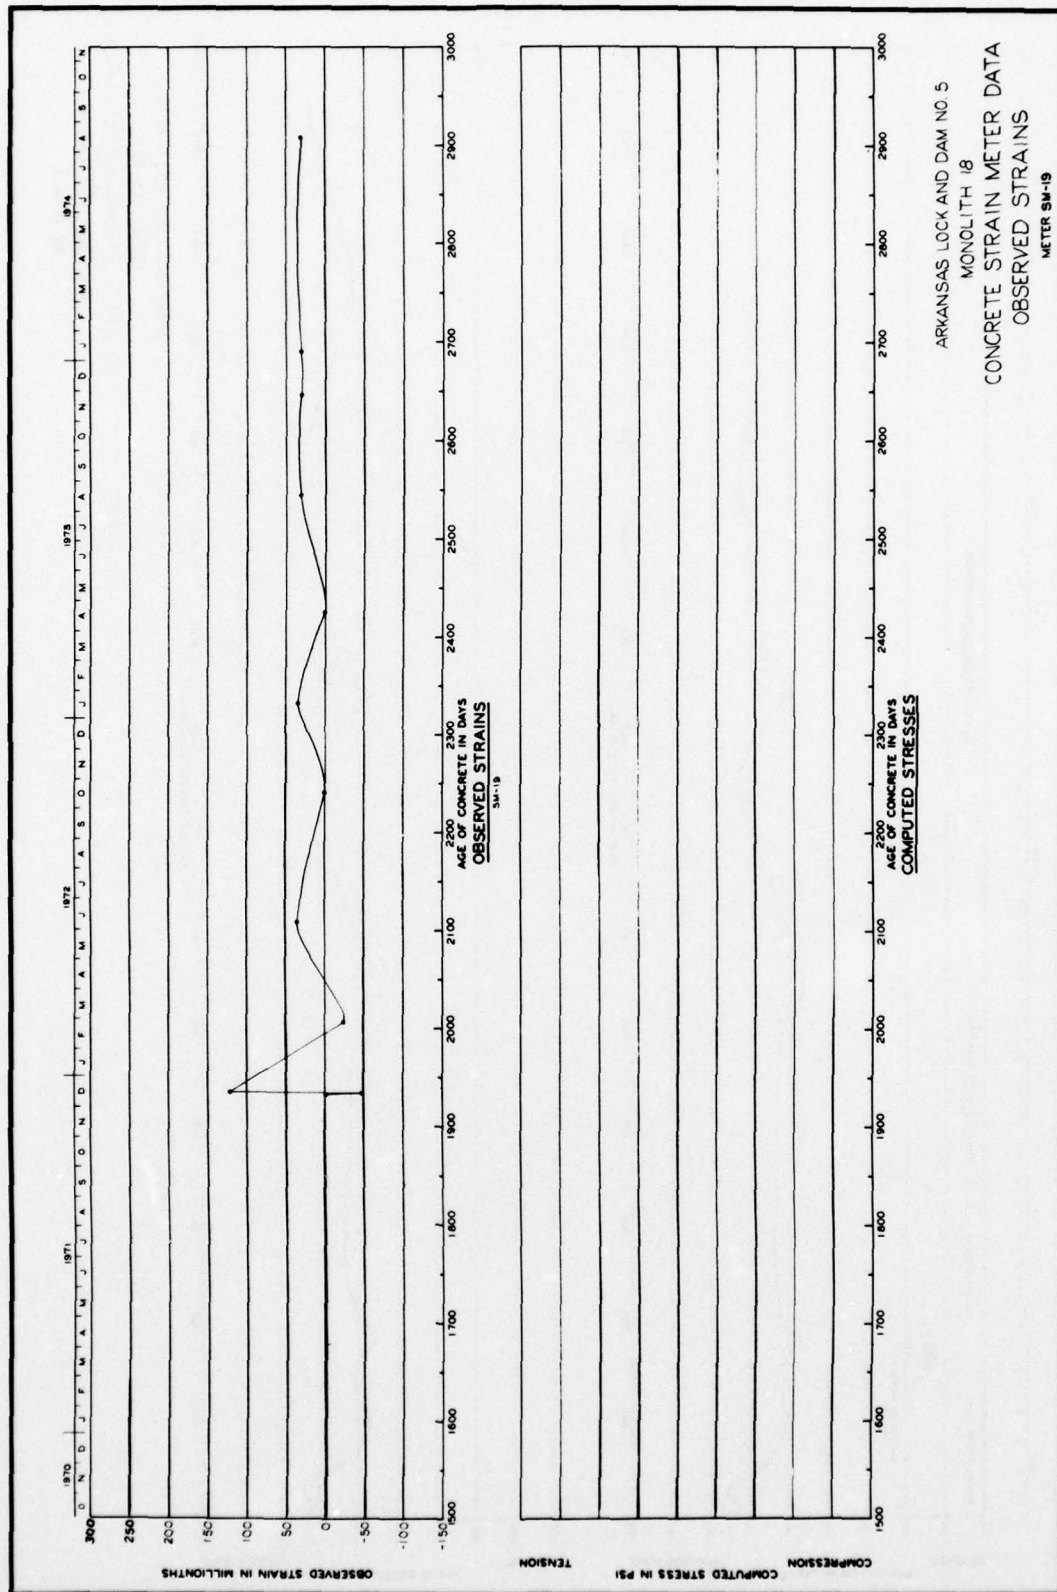 1970
1971
1972
1973
1974
O N D J F M A M J J A S O N D J F M A M J J A S O N D J F M A M J J A S O N D J F M A M J J A S O N
300
250
200
150
100
50
0
-50
-100
-150
OBSERVED STRAIN IN MILLIONTHS
1500 1600 1700 1800 1900 2000 2100 2200 2300 2400 2500 2600 2700 2800 2900 3000
AGE OF CONCRETE IN DAYS
OBSERVED STRAINS
SM-19
TENSION
COMPUTED STRESS IN PSI
COMPRESSION
1500 1600 1700 1800 1900 2000 2100 2200 2300 2400 2500 2600 2700 2800 2900 3000
AGE OF CONCRETE IN DAYS
COMPUTED STRESSES
ARKANSAS LOCK AND DAM NO. 5
MONOLITH 18
CONCRETE STRAIN METER DATA
OBSERVED STRAINS
METER SM-19